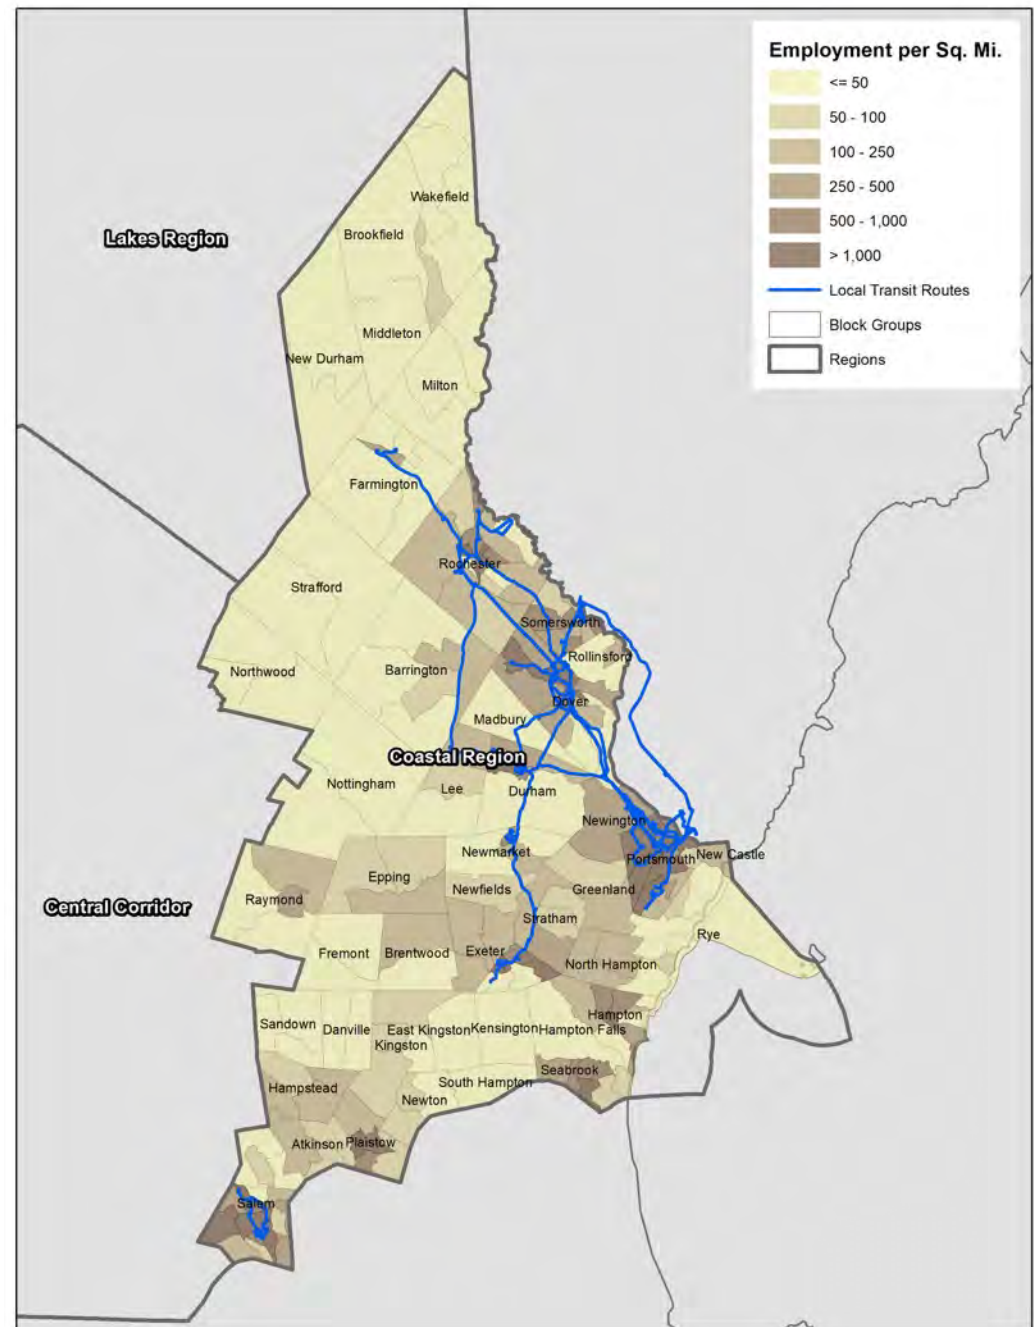 Employment per Sq. Mi.
<= 50
50 - 100
100 - 250
250 - 500
500 - 1,000
> 1,000
Local Transit Routes
Block Groups
Regions
Wakefield
Lakes Region
Brookfield
Middleton
New Durham
Milton
Farmington
Rochester
Strafford
Somersworth
Rollinsford
Northwood
Barrington
Dover
Madbury
Coastal Region
Nottingham
Lee
Durham
Newington
Newmarket
Portsmouth
New Castle
Epping
Newfields
Greenland
Raymond
Central Corridor
Stratham
Rye
Fremont
Brentwood
Exeter
North Hampton
Hampton
Sandown
Danville
East Kingston
Kensington
Hampton Falls
Kingston
Seabrook
South Hampton
Hampstead
Newton
Atkinson
Plaistow
Salem